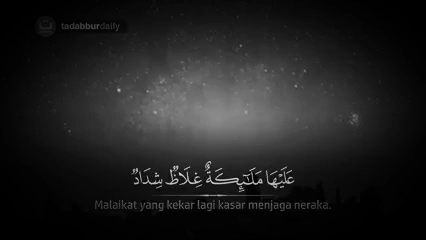 tadabburdaily
عَلَيْهَا مَلَٰٓئِكَةٌ غِلَاظٌ شِدَادٌ
Malaikat yang kekar lagi kasar menjaga neraka.